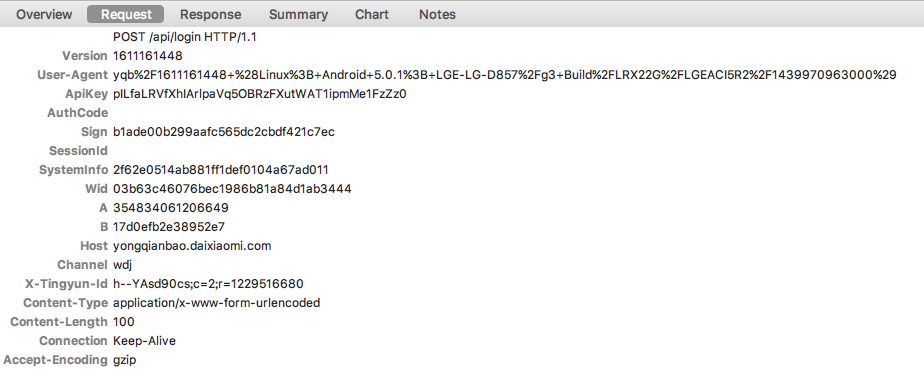 Overview Request Response Summary Chart Notes
POST /api/login HTTP/1.1
Version 1611161448
User-Agent yqb%2F1611161448+%28Linux%3B+Android+5.0.1%3B+LGE-LG-D857%2Fg3+Build%2FLRX22G%2FLGEACI5R2%2F1439970963000%29
ApiKey pILfaLRVfXhIArlpaVq5OBRzFXutWAT1ipmMe1FzZz0
AuthCode
Sign b1ade00b299aafc565dc2cbdf421c7ec
SessionId
SystemInfo 2f62e0514ab881ff1def0104a67ad011
Wid 03b63c46076bec1986b81a84d1ab3444
A 354834061206649
B 17d0efb2e38952e7
Host yongqianbao.daixiaomi.com
Channel wdj
X-Tingyun-Id h--YAsd90cs;c=2;r=1229516680
Content-Type application/x-www-form-urlencoded
Content-Length 100
Connection Keep-Alive
Accept-Encoding gzip